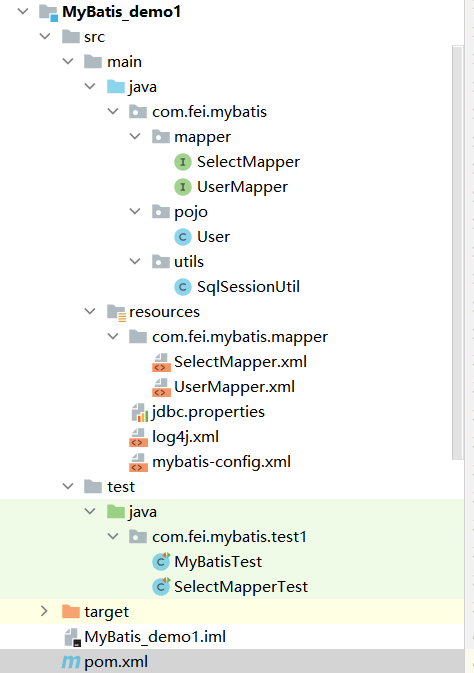 MyBatis_demo1
src
main
java
com.fei.mybatis
mapper
SelectMapper
UserMapper
pojo
User
utils
SqlSessionUtil
resources
com.fei.mybatis.mapper
SelectMapper.xml
UserMapper.xml
jdbc.properties
log4j.xml
mybatis-config.xml
test
java
com.fei.mybatis.test1
MyBatisTest
SelectMapperTest
target
MyBatis_demo1.iml
pom.xml